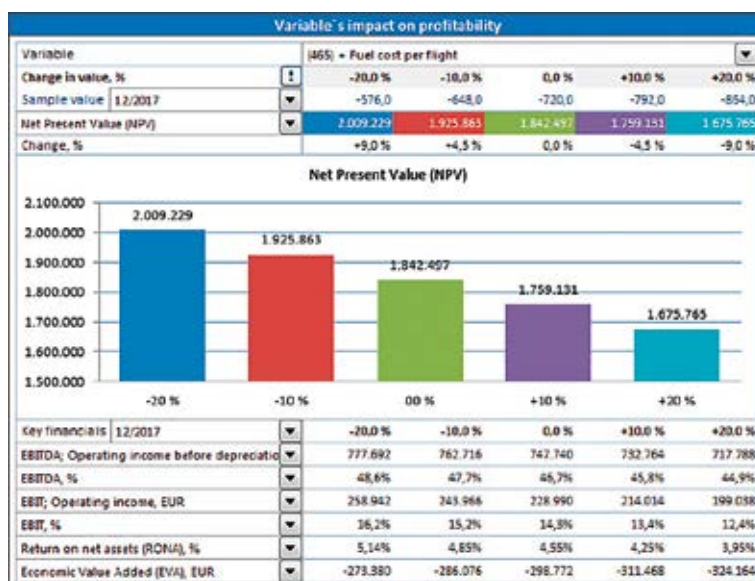 Variable`s impact on profitability
Variable (465) + Fuel cost per flight
Change in value, % ! -20,0 % -10,0 % 0,0 % +10,0 % +20,0 %
Sample value 12/2017 -576,0 -648,0 -720,0 -792,0 -864,0
Net Present Value (NPV) 2.009.229 1.925.863 1.842.497 1.759.131 1.675.765
Change, % +9,0 % +4,5 % 0,0 % -4,5 % -9,0 %
Net Present Value (NPV)
2.100.000
2.000.000
1.900.000
1.800.000
1.700.000
1.600.000
1.500.000
2.009.229
1.925.863
1.842.497
1.759.131
1.675.765
-20 % -10 % 00 % +10 % +20 %
Key financials 12/2017 -20,0 % -10,0 % 0,0 % +10,0 % +20,0 %
EBITDA; Operating income before depreciatio 777.692 762.716 747.740 732.764 717.788
EBITDA, % 48,6% 47,7% 46,7% 45,8% 44,9%
EBIT; Operating income, EUR 258.942 243.966 228.990 214.014 199.038
EBIT, % 16,2% 15,2% 14,3% 13,4% 12,4%
Return on net assets (RONA), % 5,14% 4,85% 4,55% 4,25% 3,95%
Economic Value Added (EVA), EUR -273.380 -286.076 -298.772 -311.468 -324.164